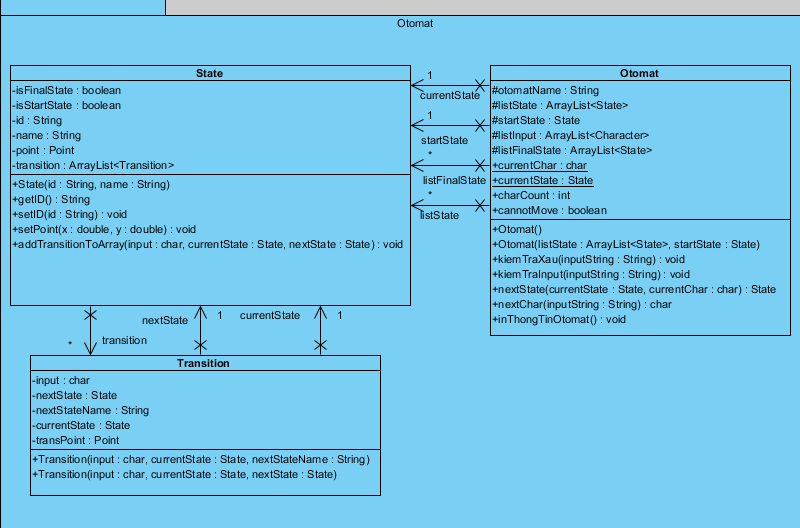 Otomat
State
-isFinalState : boolean
-isStartState : boolean
-id : String
-name : String
-point : Point
-transition : ArrayList<Transition>
+State(id : String, name : String)
+getID() : String
+setID(id : String) : void
+setPoint(x : double, y : double) : void
+addTransitionToArray(input : char, currentState : State, nextState : State) : void
1
currentState
1
startState
*
listFinalState
*
listState
Otomat
#otomatName : String
#listState : ArrayList<State>
#startState : State
#listInput : ArrayList<Character>
#listFinalState : ArrayList<State>
+currentChar : char
+currentState : State
+charCount : int
+cannotMove : boolean
+Otomat()
+Otomat(listState : ArrayList<State>, startState : State)
+kiemTraXau(inputString : String) : void
+kiemTraInput(inputString : String) : void
+nextState(currentState : State, currentChar : char) : State
+nextChar(inputString : String) : char
+inThongTinOtomat() : void
nextState 1 currentState 1
* transition
Transition
-input : char
-nextState : State
-nextStateName : String
-currentState : State
-transPoint : Point
+Transition(input : char, currentState : State, nextStateName : String)
+Transition(input : char, currentState : State, nextState : State)